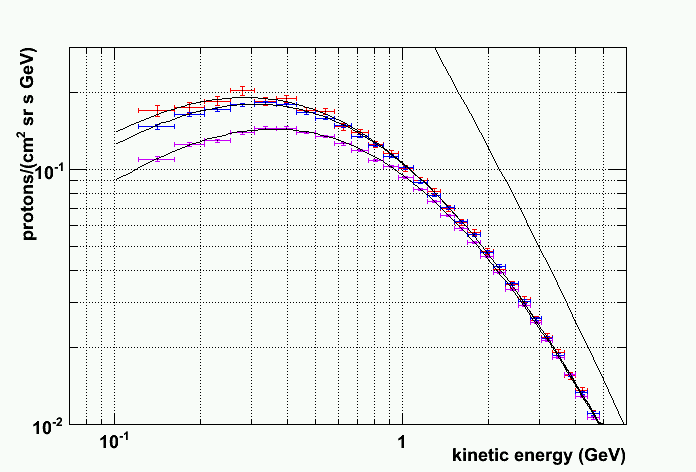 protons/(cm² sr s GeV)
10⁻¹
10⁻²
10⁻¹
1
kinetic energy (GeV)